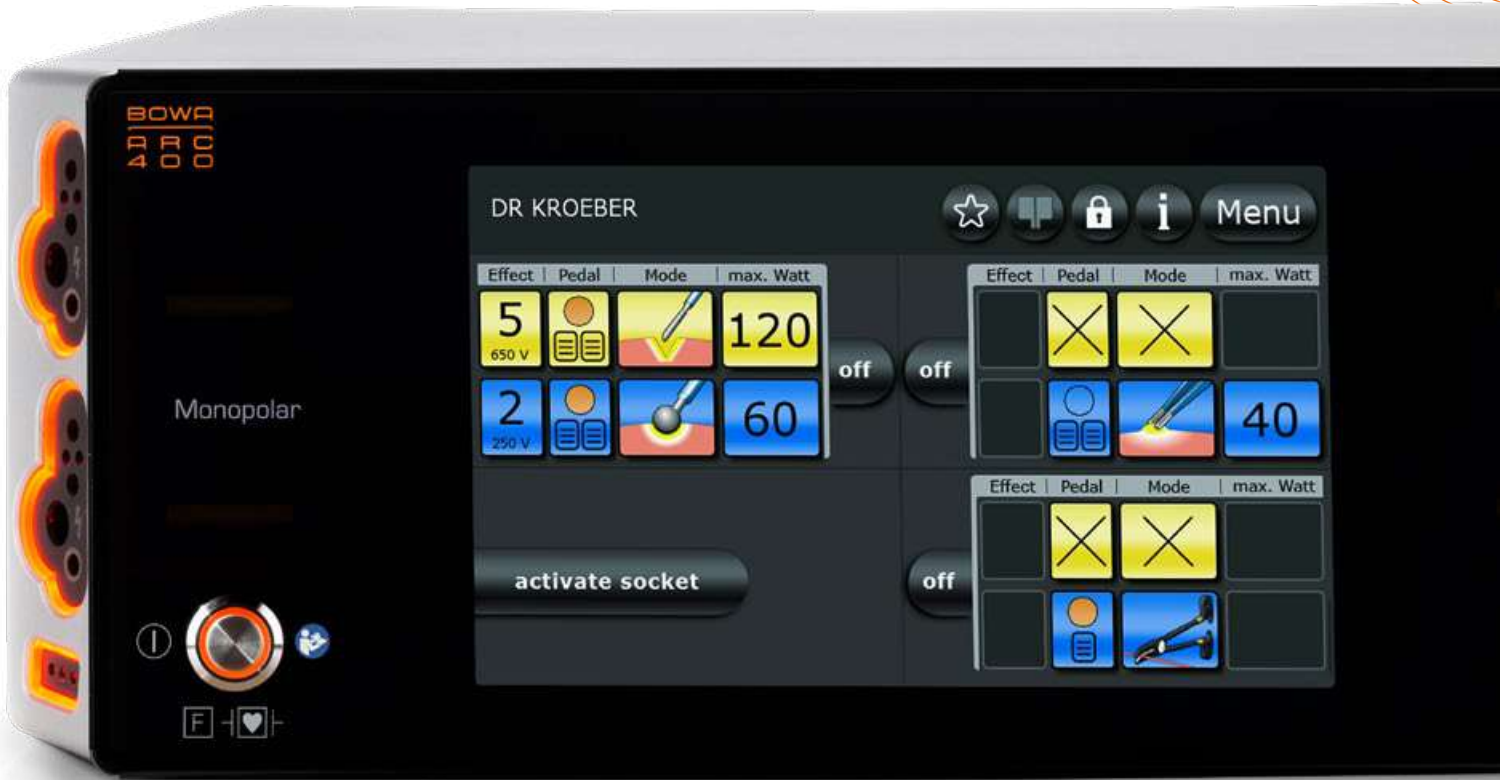 BOWA
ARC
400
DR KROEBER
i Menu
Effect Pedal Mode max. Watt
5
650 V
120
off
2
250 V
60
Effect Pedal Mode max. Watt
off
40
Monopolar
activate socket
Effect Pedal Mode max. Watt
off
F